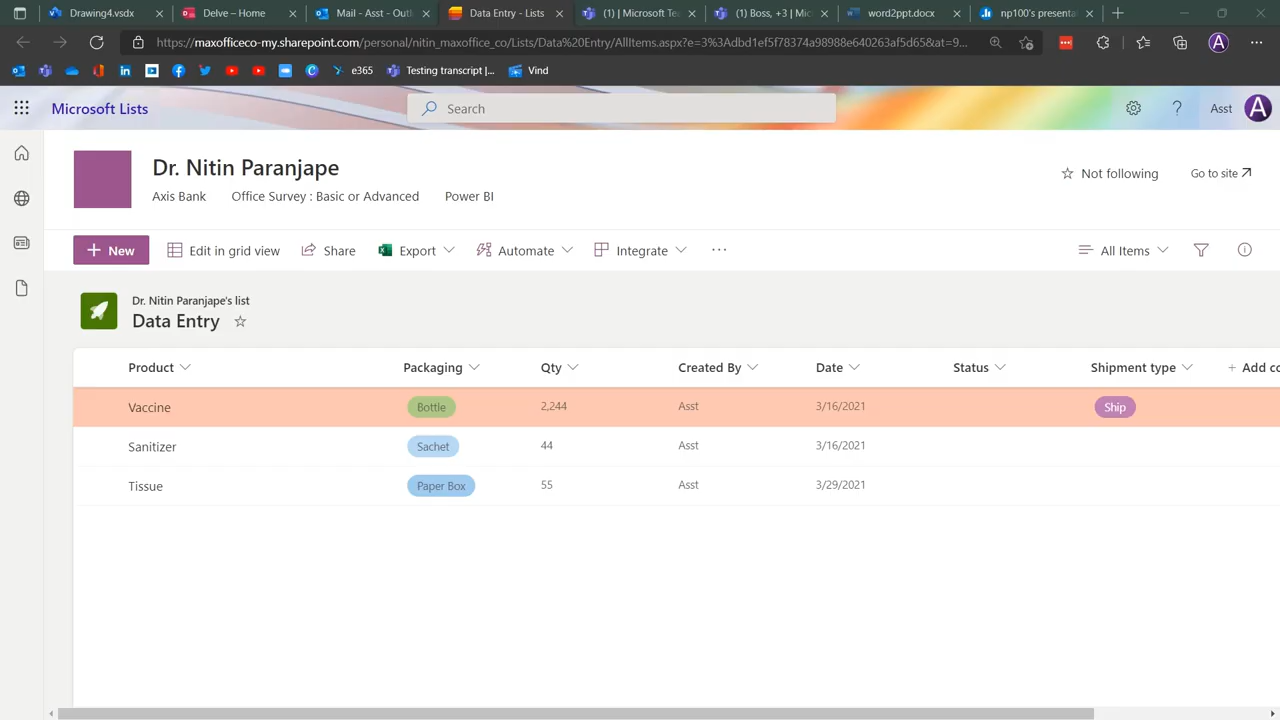 Drawing4.vsdx
Delve – Home
Mail - Asst - Outl
Data Entry - Lists
(1) | Microsoft Tea
(1) Boss, +3 | Mic
word2ppt.docx
np100's presentat
https://maxofficeco-my.sharepoint.com/personal/nitin_maxoffice_co/Lists/Data%20Entry/AllItems.aspx?e=3%3Adbd1ef5f78374a98988e640263af5d65&at=9...
e365
Testing transcript |...
Vind
Microsoft Lists
Search
Asst
A
Dr. Nitin Paranjape
Axis Bank Office Survey : Basic or Advanced Power BI
Not following
Go to site
+ New Edit in grid view Share Export Automate Integrate ... All Items
Dr. Nitin Paranjape's list
Data Entry
Product Packaging Qty Created By Date Status Shipment type + Add co
Vaccine Bottle 2,244 Asst 3/16/2021 Ship
Sanitizer Sachet 44 Asst 3/16/2021
Tissue Paper Box 55 Asst 3/29/2021